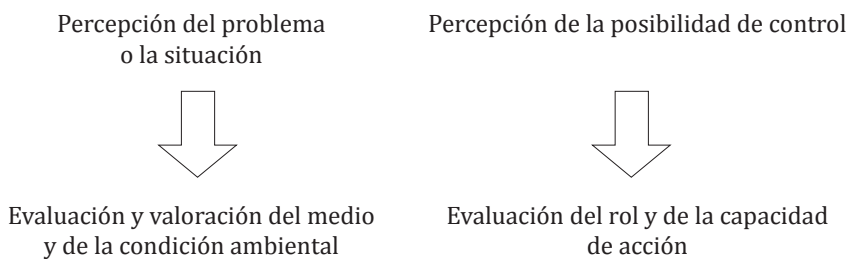 Percepción del problema
o la situación
Percepción de la posibilidad de control
Evaluación y valoración del medio
y de la condición ambiental
Evaluación del rol y de la capacidad
de acción